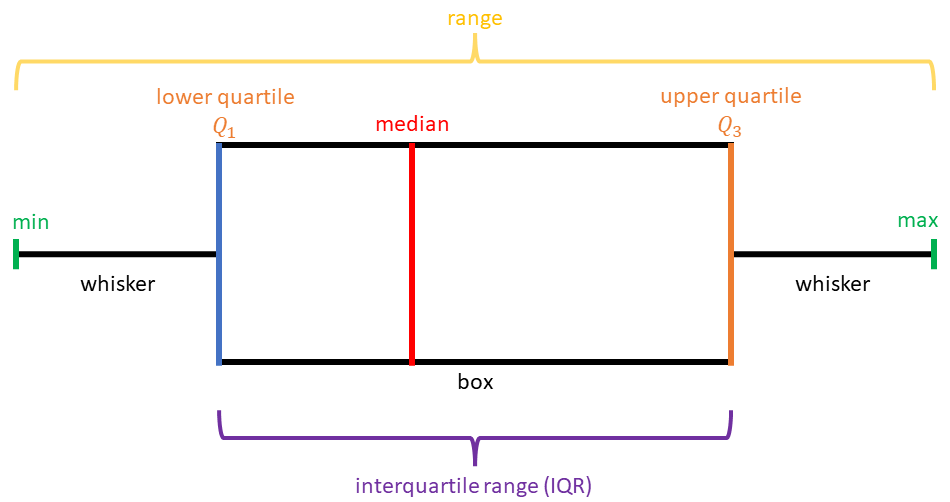 range
lower quartile
Q₁
median
upper quartile
Q₃
min
max
whisker
whisker
box
interquartile range (IQR)